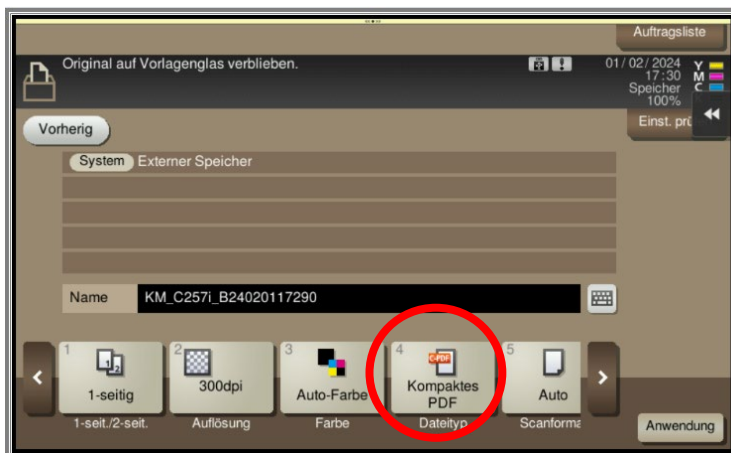 Auftragsliste
Original auf Vorlagenglas verblieben.
01/02/2024
17:30
Speicher
100%
Y
M
C
Vorherig
Einst. prü
System Externer Speicher
Name KM_C257i_B24020117290
1
1-seitig
1-seit./2-seit.
2
300dpi
Auflösung
3
Auto-Farbe
Farbe
4
C-PDF
Kompaktes
PDF
Dateityp
5
Auto
Scanforma
Anwendung